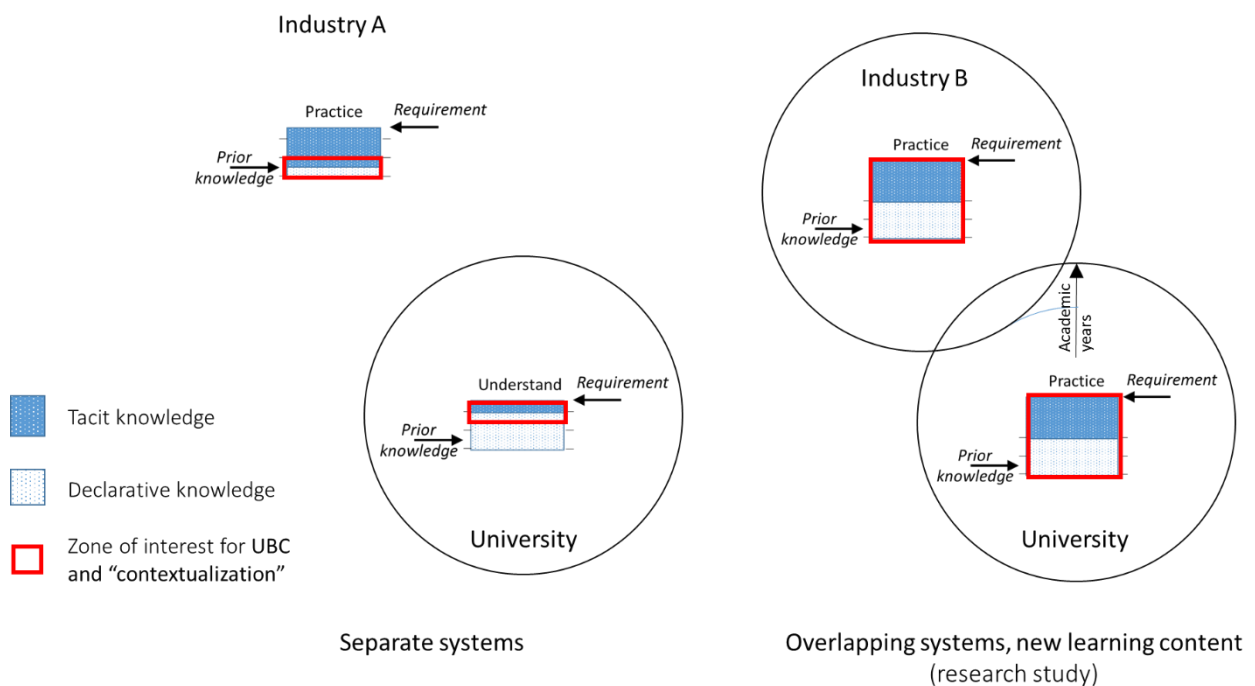 Industry A
Practice
Requirement
Prior
knowledge
Industry B
Practice
Requirement
Prior
knowledge
Academic
years
Understand
Requirement
Prior
knowledge
University
Practice
Requirement
Prior
knowledge
University
Tacit knowledge
Declarative knowledge
Zone of interest for UBC
and “contextualization”
Separate systems
Overlapping systems, new learning content
(research study)